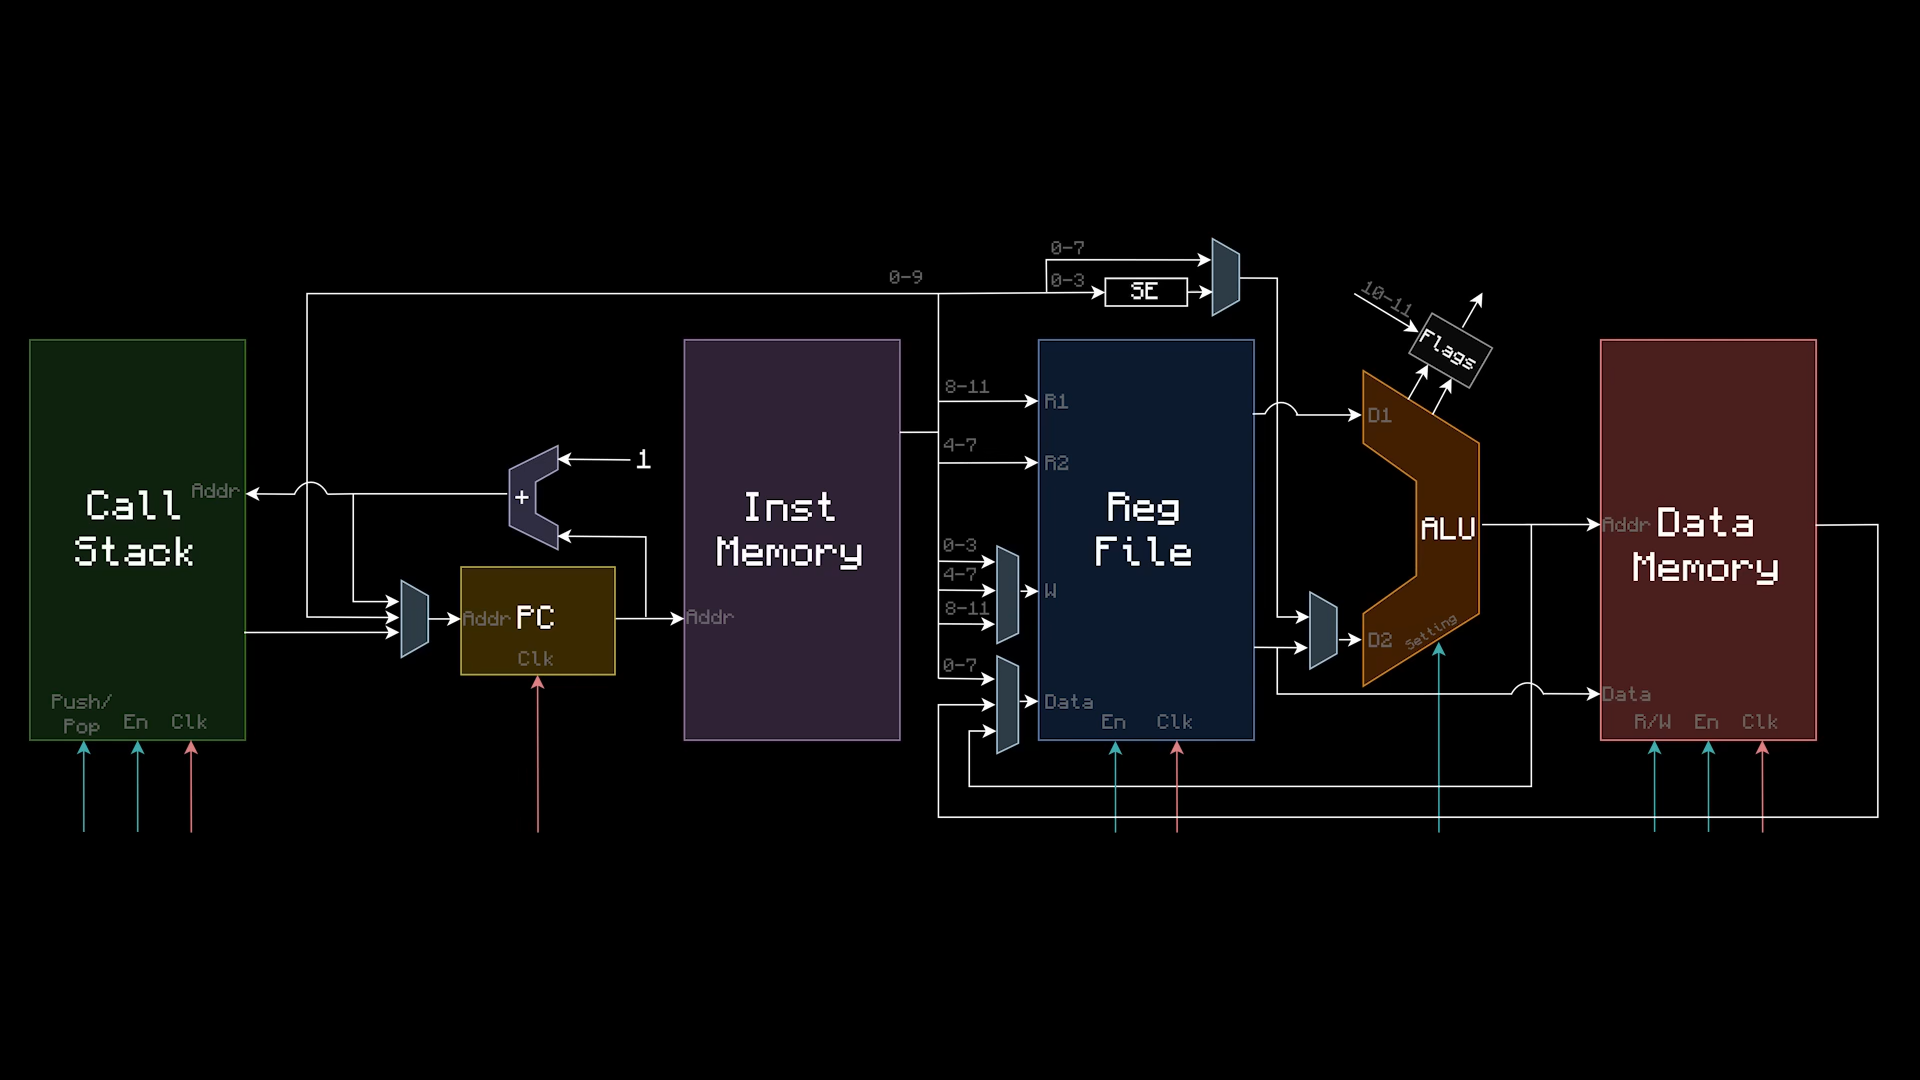 0-7
0-9
0-3
SE
10-11
Flags
8-11
R1
D1
4-7
R2
1
+
Addr
Call
Stack
Inst
Memory
Reg
File
ALU
Addr
Data
Memory
0-3
4-7
8-11
W
Addr
PC
Clk
Addr
D2
Setting
0-7
Data
Data
Push/
Pop
En
Clk
En
Clk
R/W
En
Clk